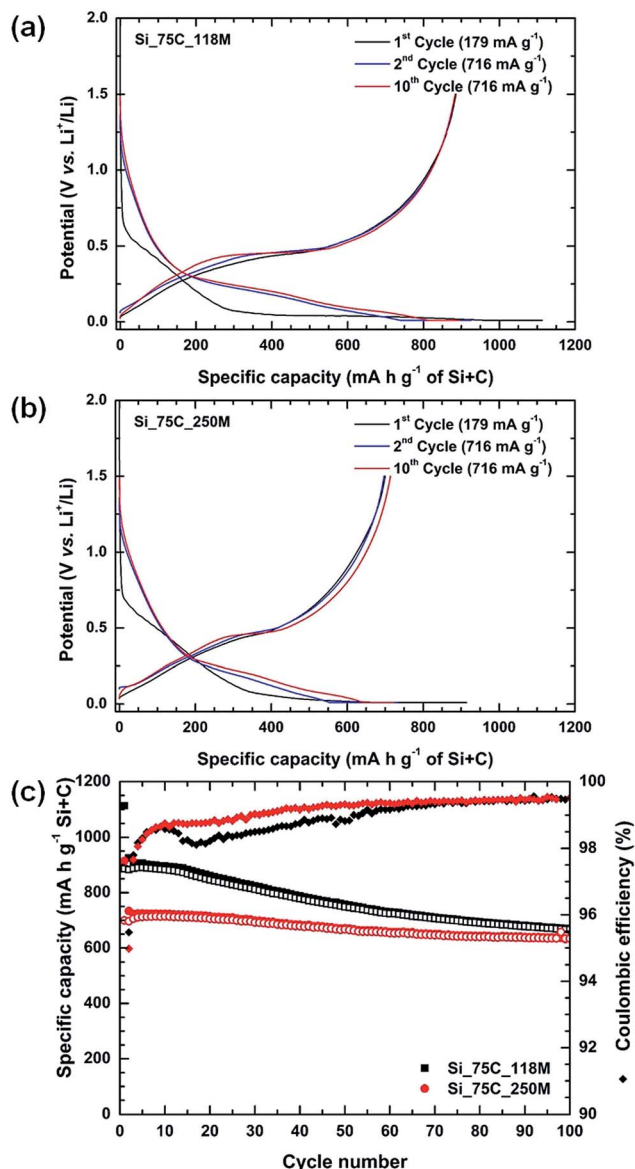 (a)
Si_75C_118M
1st Cycle (179 mA g-1)
2nd Cycle (716 mA g-1)
10th Cycle (716 mA g-1)
2.0
1.5
1.0
0.5
0.0
Potential (V vs. Li+/Li)
0 200 400 600 800 1000 1200
Specific capacity (mA h g-1 of Si+C)
(b)
Si_75C_250M
1st Cycle (179 mA g-1)
2nd Cycle (716 mA g-1)
10th Cycle (716 mA g-1)
2.0
1.5
1.0
0.5
0.0
Potential (V vs. Li+/Li)
0 200 400 600 800 1000 1200
Specific capacity (mA h g-1 of Si+C)
(c)
1200
1000
800
600
400
200
0
Specific capacity (mA h g-1 Si+C)
100
98
96
94
92
90
Coulombic efficiency (%)
Si_75C_118M
Si_75C_250M
0 10 20 30 40 50 60 70 80 90 100
Cycle number